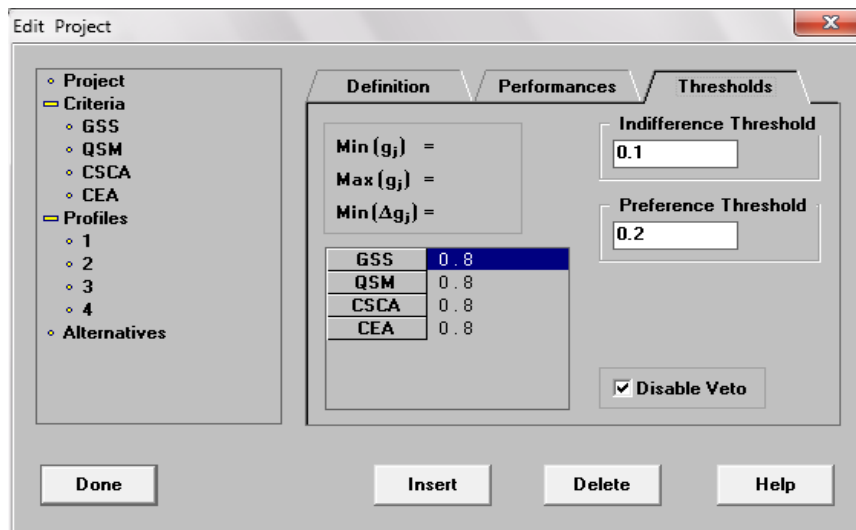 Edit Project
Project
Criteria
GSS
QSM
CSCA
CEA
Profiles
1
2
3
4
Alternatives
Definition
Performances
Thresholds
Min (gj) =
Max (gj) =
Min (Δgj) =
GSS 0.8
QSM 0.8
CSCA 0.8
CEA 0.8
Indifference Threshold
0.1
Preference Threshold
0.2
Disable Veto
Done
Insert
Delete
Help